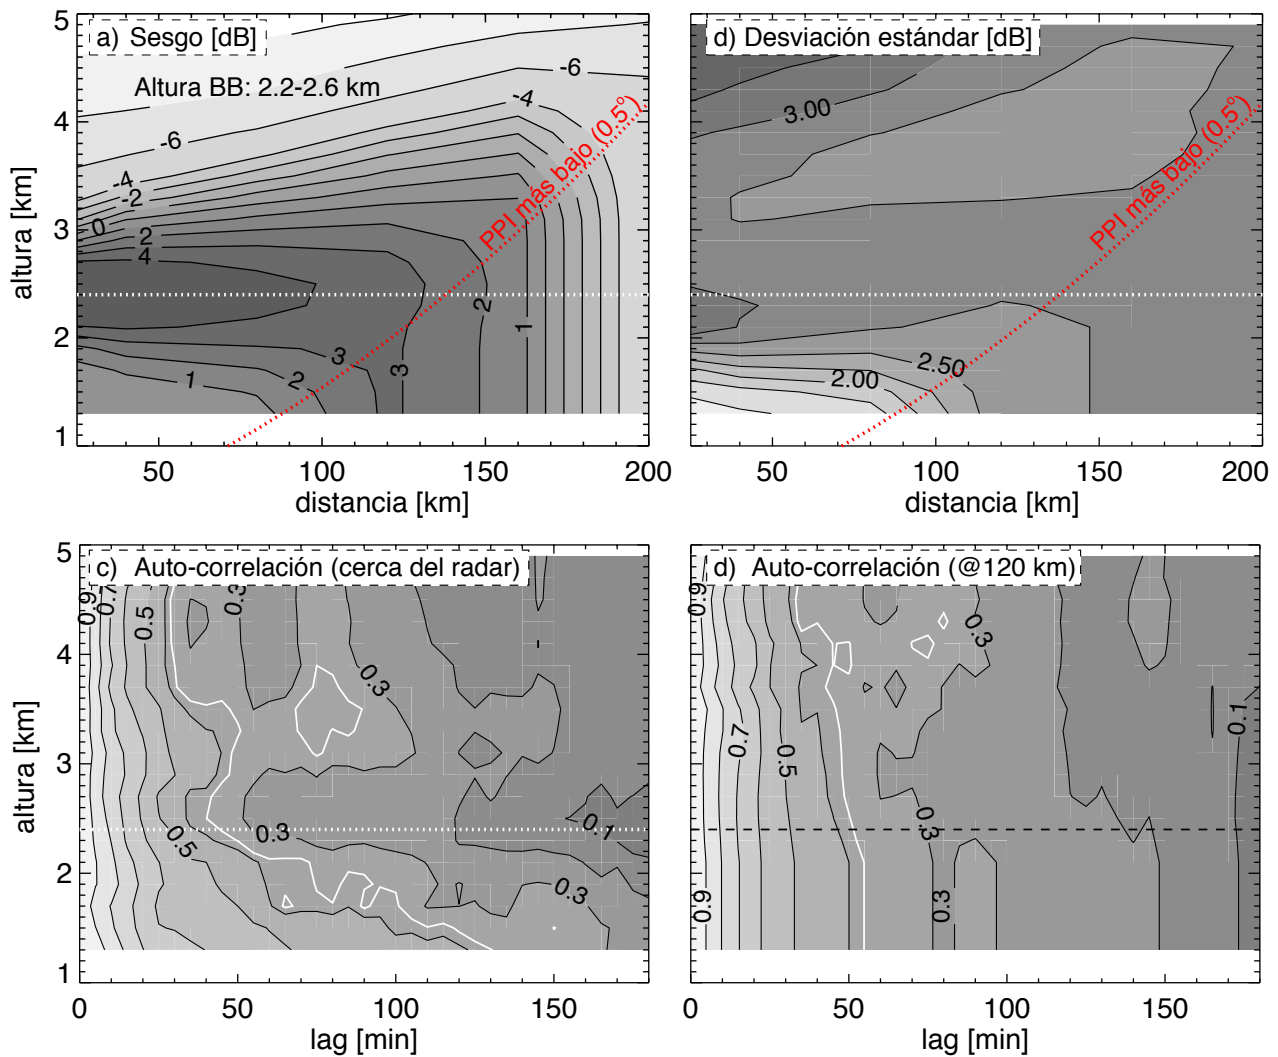 a) Sesgo [dB]
Altura BB: 2.2-2.6 km
-6
-4
-6
-4
-2
0
2
4
3
2
1
3
2
1
PPI más bajo (0.5°)
5
4
3
2
1
altura [km]
50 100 150 200
distancia [km]
d) Desviación estándar [dB]
3.00
2.50
2.00
PPI más bajo (0.5°)
50 100 150 200
distancia [km]
c) Auto-correlación (cerca del radar)
0.9
0.7
0.5
0.3
0.3
0.3
0.5
0.1
0.3
5
4
3
2
1
altura [km]
0 50 100 150
lag [min]
d) Auto-correlación (@120 km)
0.9
0.3
0.7
0.5
0.1
0.3
0.9
0.3
50 100 150
lag [min]